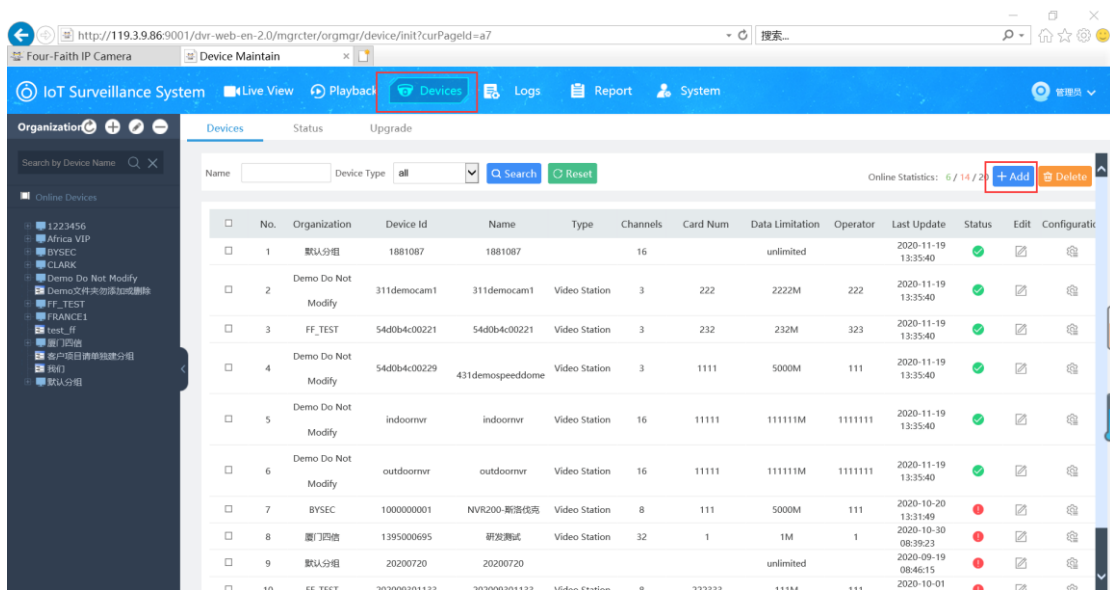 http://119.3.9.86:9001/dvr-web-en-2.0/mgrcter/orgmgr/device/init?curPageId=a7
搜索...
Four-Faith IP Camera
Device Maintain
IoT Surveillance System Live View Playback Devices Logs Report System 管理员
Organization
Devices Status Upgrade
Search by Device Name
Name Device Type all Search Reset Online Statistics: 6 / 14 / 20 Add Delete
Online Devices
1223456
Africa VIP
BYSEC
CLARK
Demo Do Not Modify
Demo文件夹勿添加或删除
FF_TEST
FRANCE1
test_ff
厦门四信
客户项目请单独建分组
我们
默认分组
No. Organization Device Id Name Type Channels Card Num Data Limitation Operator Last Update Status Edit Configuratic
1 默认分组 1881087 1881087 16 unlimited 2020-11-19 13:35:40
2 Demo Do Not Modify 311democam1 311democam1 Video Station 3 222 2222M 222 2020-11-19 13:35:40
3 FF_TEST 54d0b4c00221 54d0b4c00221 Video Station 3 232 232M 323 2020-11-19 13:35:40
4 Demo Do Not Modify 54d0b4c00229 431demospeeddome Video Station 3 1111 5000M 111 2020-11-19 13:35:40
5 Demo Do Not Modify indoornvr indoornvr Video Station 16 11111 111111M 1111111 2020-11-19 13:35:40
6 Demo Do Not Modify outdoornvr outdoornvr Video Station 16 11111 111111M 1111111 2020-11-19 13:35:40
7 BYSEC 1000000001 NVR200-斯洛伐克 Video Station 8 111 5000M 111 2020-10-20 13:31:49
8 厦门四信 1395000695 研发测试 Video Station 32 1 1M 1 2020-10-30 08:39:23
9 默认分组 20200720 20200720 unlimited 2020-09-19 08:46:15
10 FF_TEST 202009301133 202009301133 Video Station 8 222333 111M 111 2020-10-01